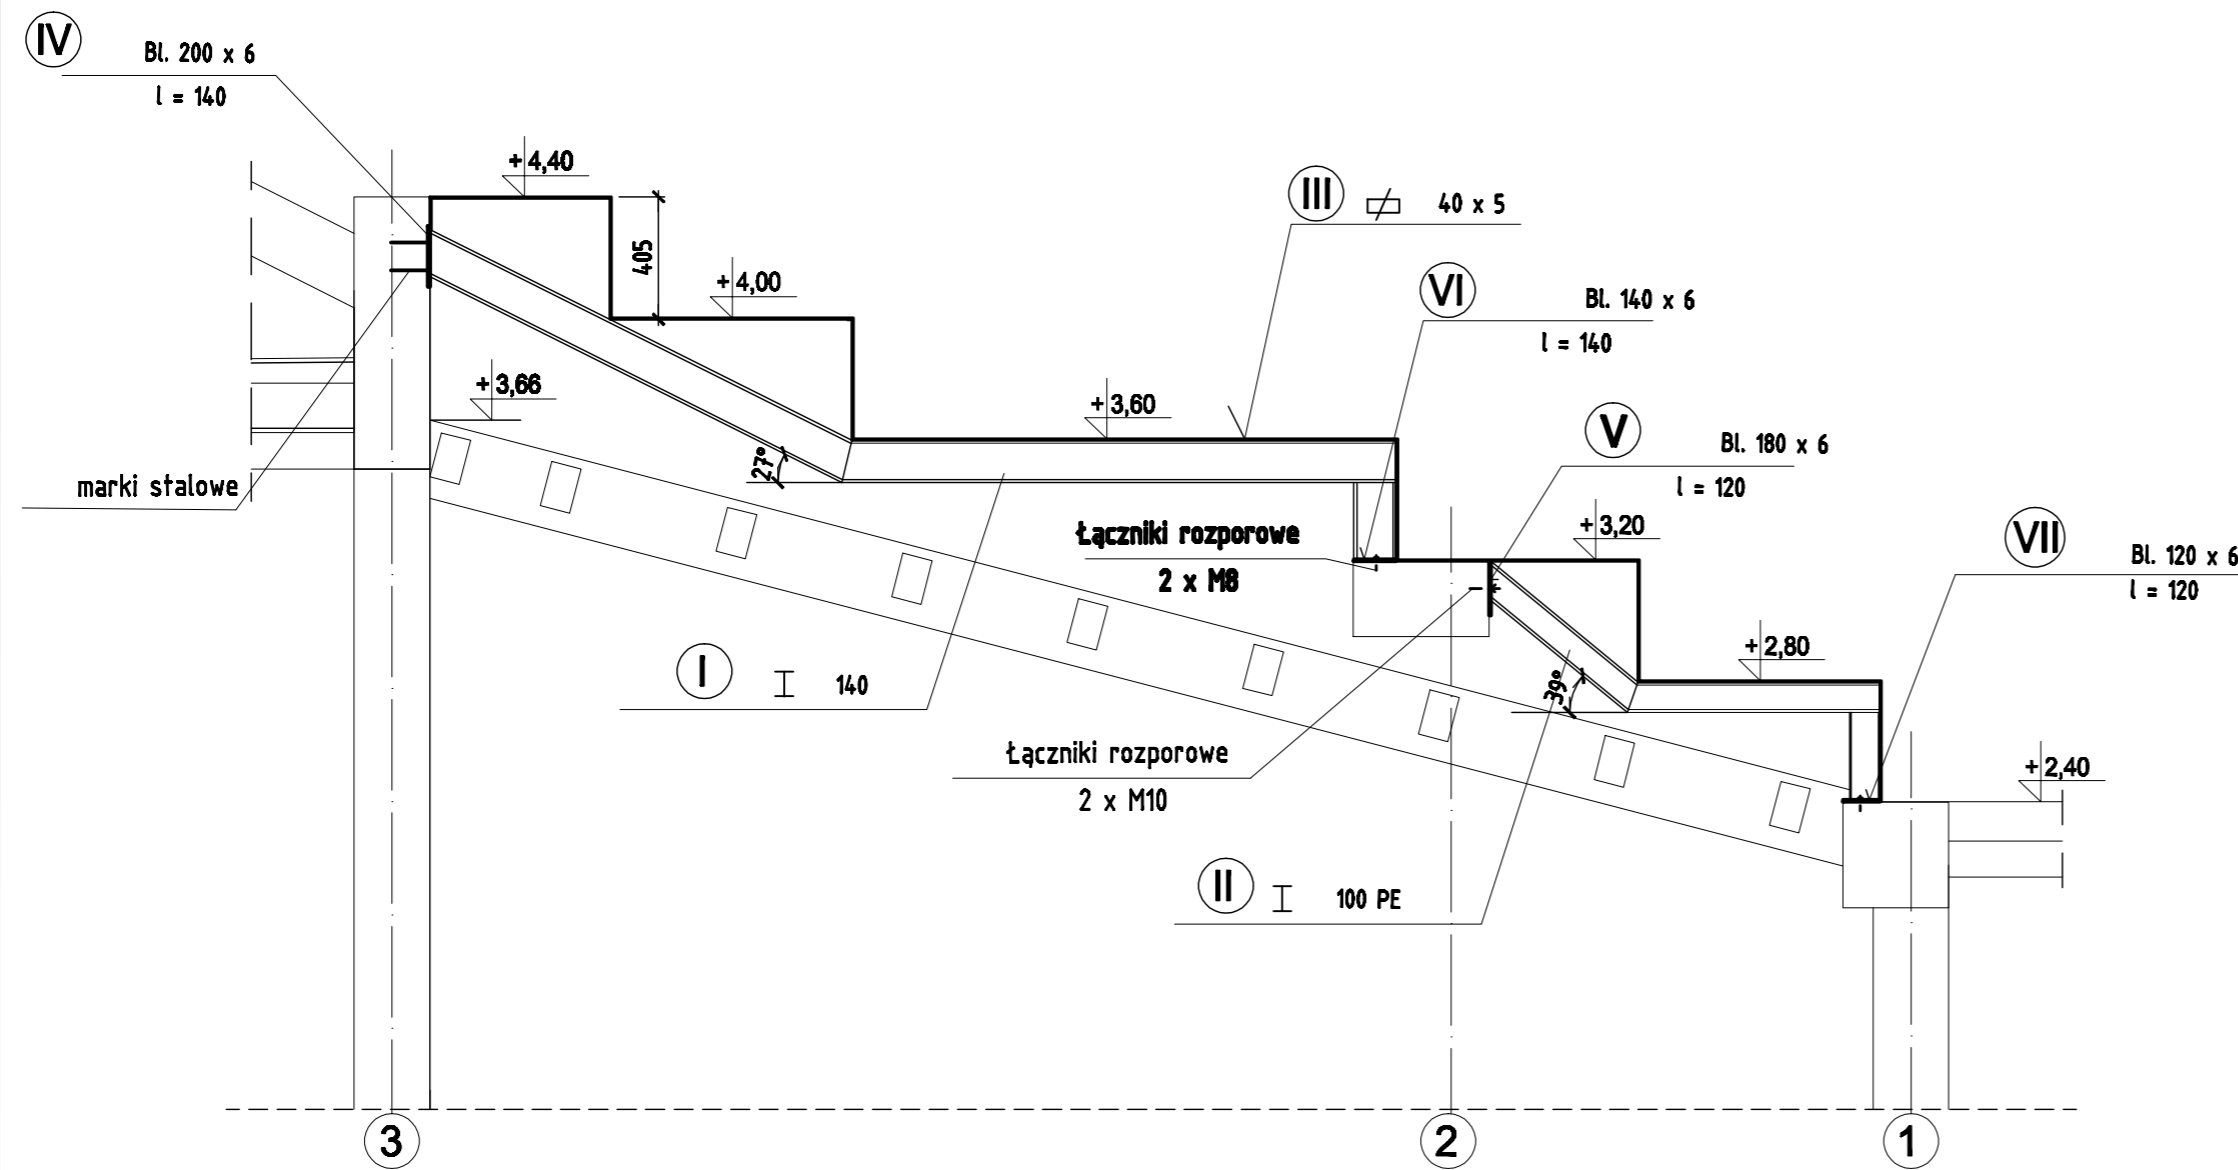 IV
Bl. 200 x 6
l = 140
+4,40
III
40 x 5
405
+4,00
VI
Bl. 140 x 6
l = 140
+3,66
+3,60
V
Bl. 180 x 6
l = 120
27°
marki stalowe
Łączniki rozporowe
2 x M8
+3,20
VII
Bl. 120 x 6
l = 120
I
140
39°
+2,80
Łączniki rozporowe
2 x M10
+2,40
II
100 PE
3
2
1